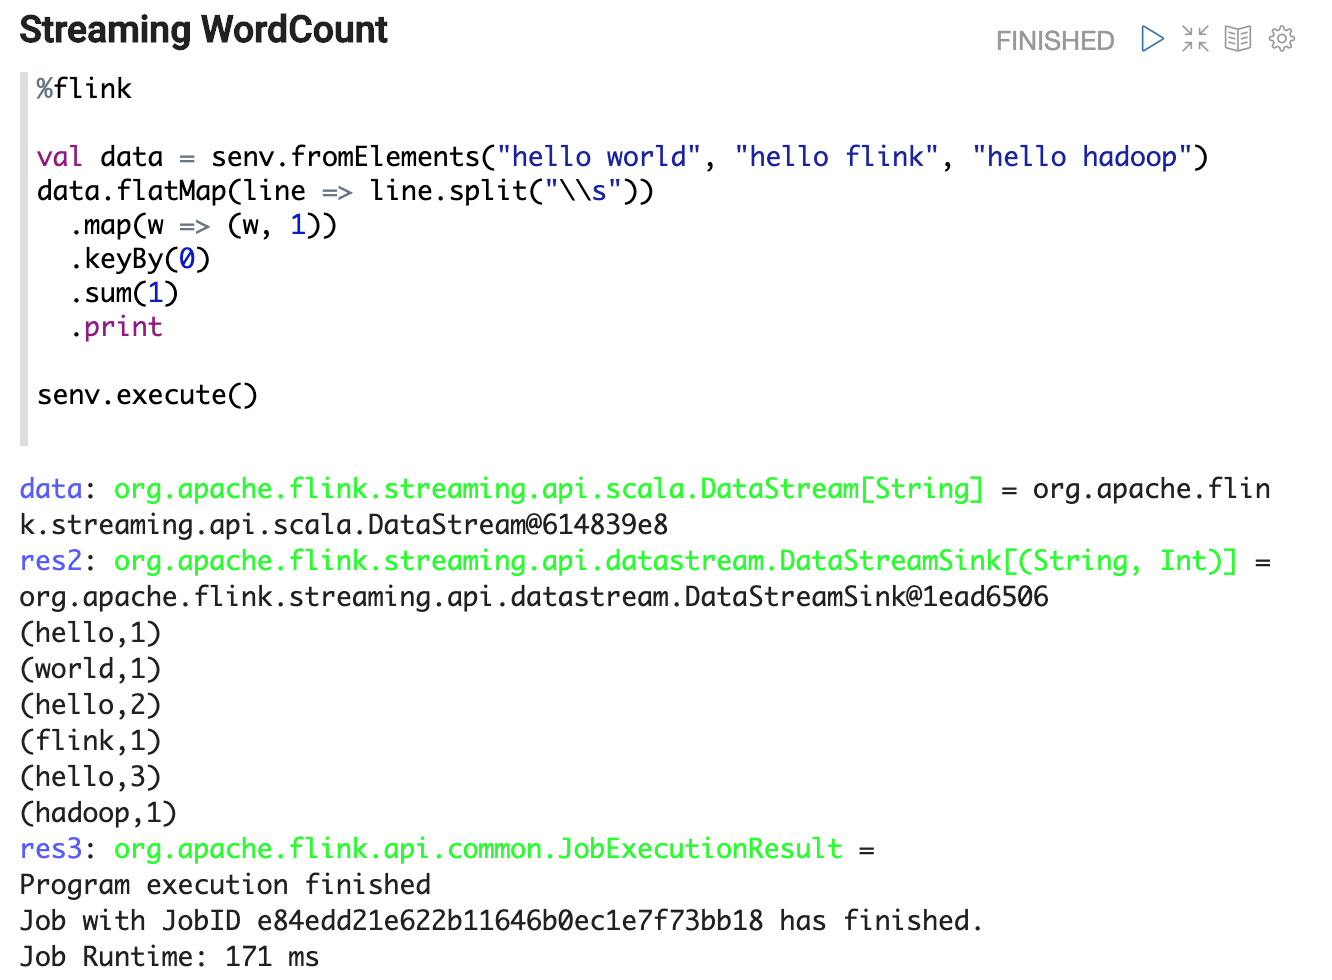 Streaming WordCount
FINISHED
%flink
val data = senv.fromElements("hello world", "hello flink", "hello hadoop")
data.flatMap(line => line.split("\\s"))
  .map(w => (w, 1))
  .keyBy(0)
  .sum(1)
  .print
senv.execute()
data: org.apache.flink.streaming.api.scala.DataStream[String] = org.apache.flin
k.streaming.api.scala.DataStream@614839e8
res2: org.apache.flink.streaming.api.datastream.DataStreamSink[(String, Int)] =
org.apache.flink.streaming.api.datastream.DataStreamSink@1ead6506
(hello,1)
(world,1)
(hello,2)
(flink,1)
(hello,3)
(hadoop,1)
res3: org.apache.flink.api.common.JobExecutionResult =
Program execution finished
Job with JobID e84edd21e622b11646b0ec1e7f73bb18 has finished.
Job Runtime: 171 ms